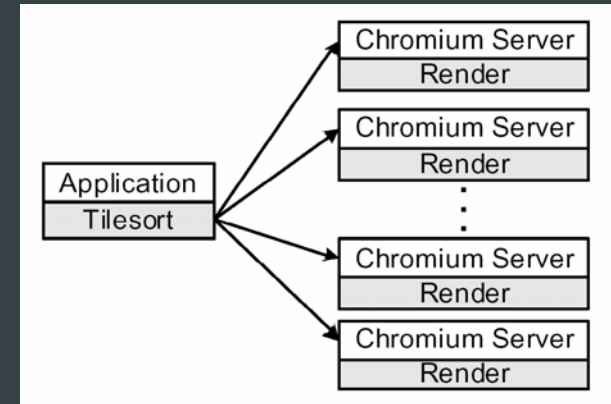 Chromium Server
Render
Chromium Server
Render
Application
Tilesort
Chromium Server
Render
Chromium Server
Render